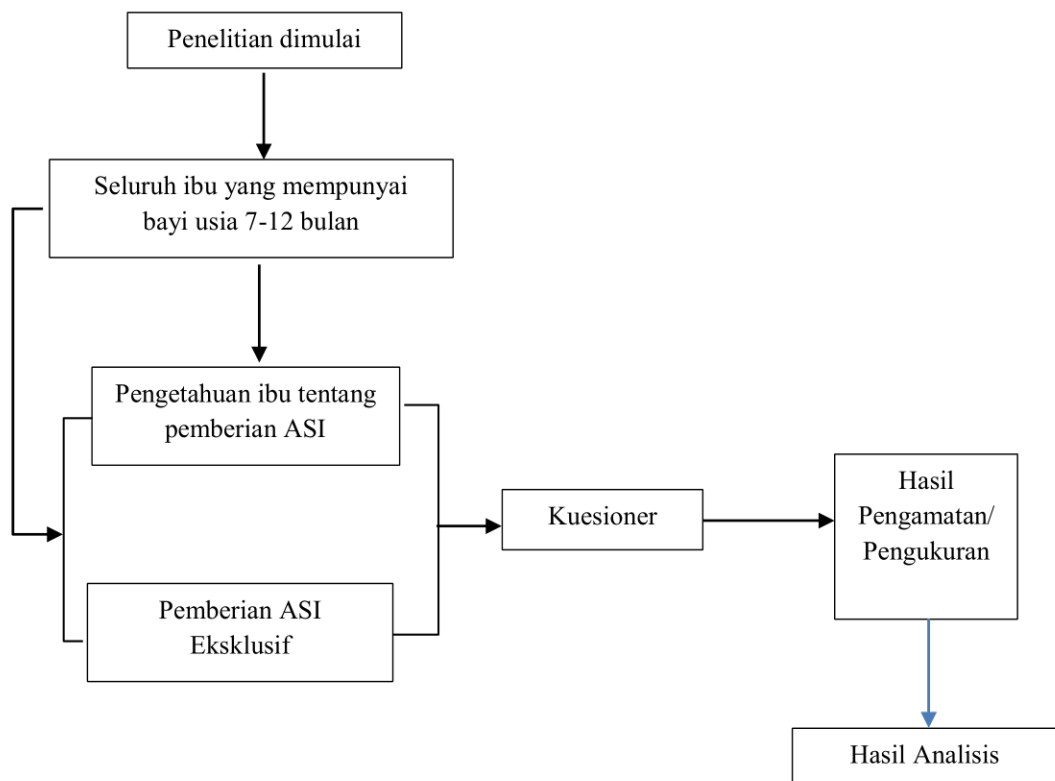 Penelitian dimulai
Seluruh ibu yang mempunyai
bayi usia 7-12 bulan
Pengetahuan ibu tentang
pemberian ASI
Pemberian ASI
Eksklusif
Kuesioner
Hasil
Pengamatan/
Pengukuran
Hasil Analisis